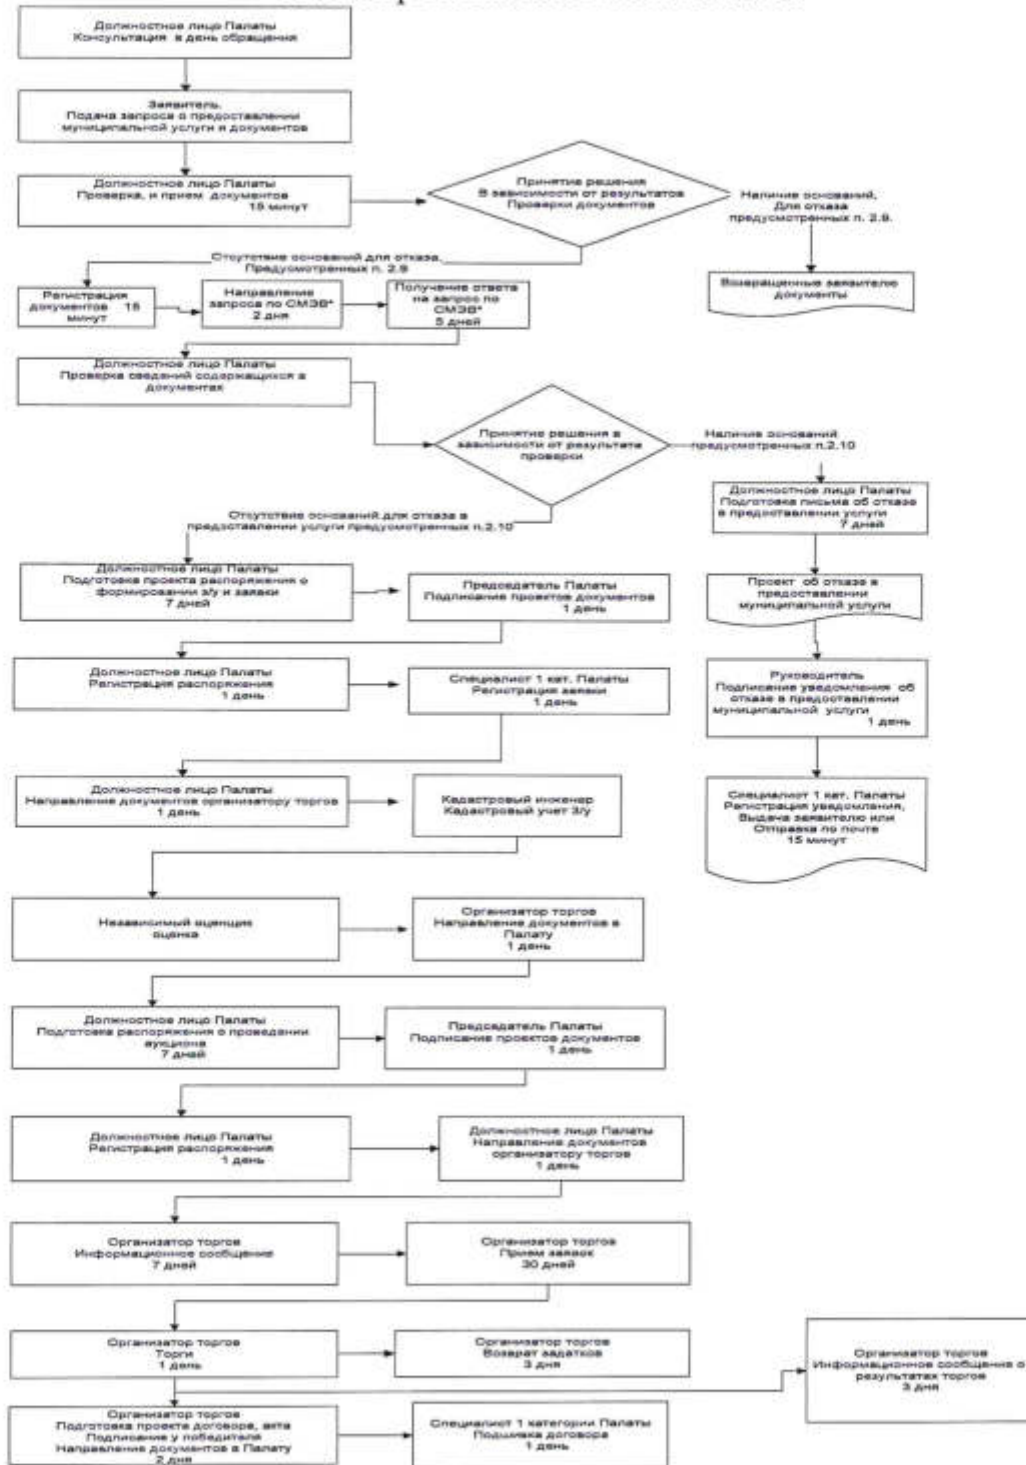 Должностное лицо Палаты
Консультация в день обращения
Заявитель.
Подача запроса о предоставлении
муниципальной услуги и документов
Должностное лицо Палаты
Проверка, и прием документов
15 минут
Принятие решения
В зависимости от результатов
Проверки документов
Наличие оснований,
Для отказа
предусмотренных п. 2.9.
Возвращенные заявителю
документы
Отсутствие оснований для отказа,
Предусмотренных п. 2.9
Регистрация
документов 15
минут
Направление
запроса по СМЭВ*
2 дня
Получение ответа
на запрос по
СМЭВ*
5 дней
Должностное лицо Палаты
Проверка сведений содержащихся в
документах
Принятие решения в
зависимости от результата
проверки
Наличие оснований
предусмотренных п.2.10
Должностное лицо Палаты
Подготовка письма об отказе
в предоставлении услуги
7 дней
Отсутствие оснований для отказа в
предоставлении услуги предусмотренных п.2.10
Должностное лицо Палаты
Подготовка проекта распоряжения о
формировании з/у и заявки
7 дней
Председатель Палаты
Подписание проектов документов
1 день
Проект об отказе в
предоставлении
муниципальной услуги
Должностное лицо Палаты
Регистрация распоряжения
1 день
Специалист 1 кат. Палаты
Регистрация заявки
1 день
Руководитель
Подписание уведомления об
отказе в предоставлении
муниципальной услуги
1 день
Должностное лицо Палаты
Направление документов организатору торгов
1 день
Кадастровый инженер
Кадастровый учет З/у
Специалист 1 кат. Палаты
Регистрация уведомления,
Выдача заявителю или
Отправка по почте
15 минут
Независимый оценщик
оценка
Организатор торгов
Направление документов в
Палату
1 день
Должностное лицо Палаты
Подготовка распоряжения о проведении
аукциона
7 дней
Председатель Палаты
Подписание проектов документов
1 день
Должностное лицо Палаты
Регистрация распоряжения
1 день
Должностное лицо Палаты
Направление документов
организатору торгов
1 день
Организатор торгов
Информационное сообщение
7 дней
Организатор торгов
Прием заявок
30 дней
Организатор торгов
Торги
1 день
Организатор торгов
Возврат задатков
3 дня
Организатор торгов
Информационное сообщение о
результатах торгов
3 дня
Организатор торгов
Подготовка проекта договора, акта
Подписание у победителя
Направление документов в Палату
2 дня
Специалист 1 категории Палаты
Подшивка договора
1 день